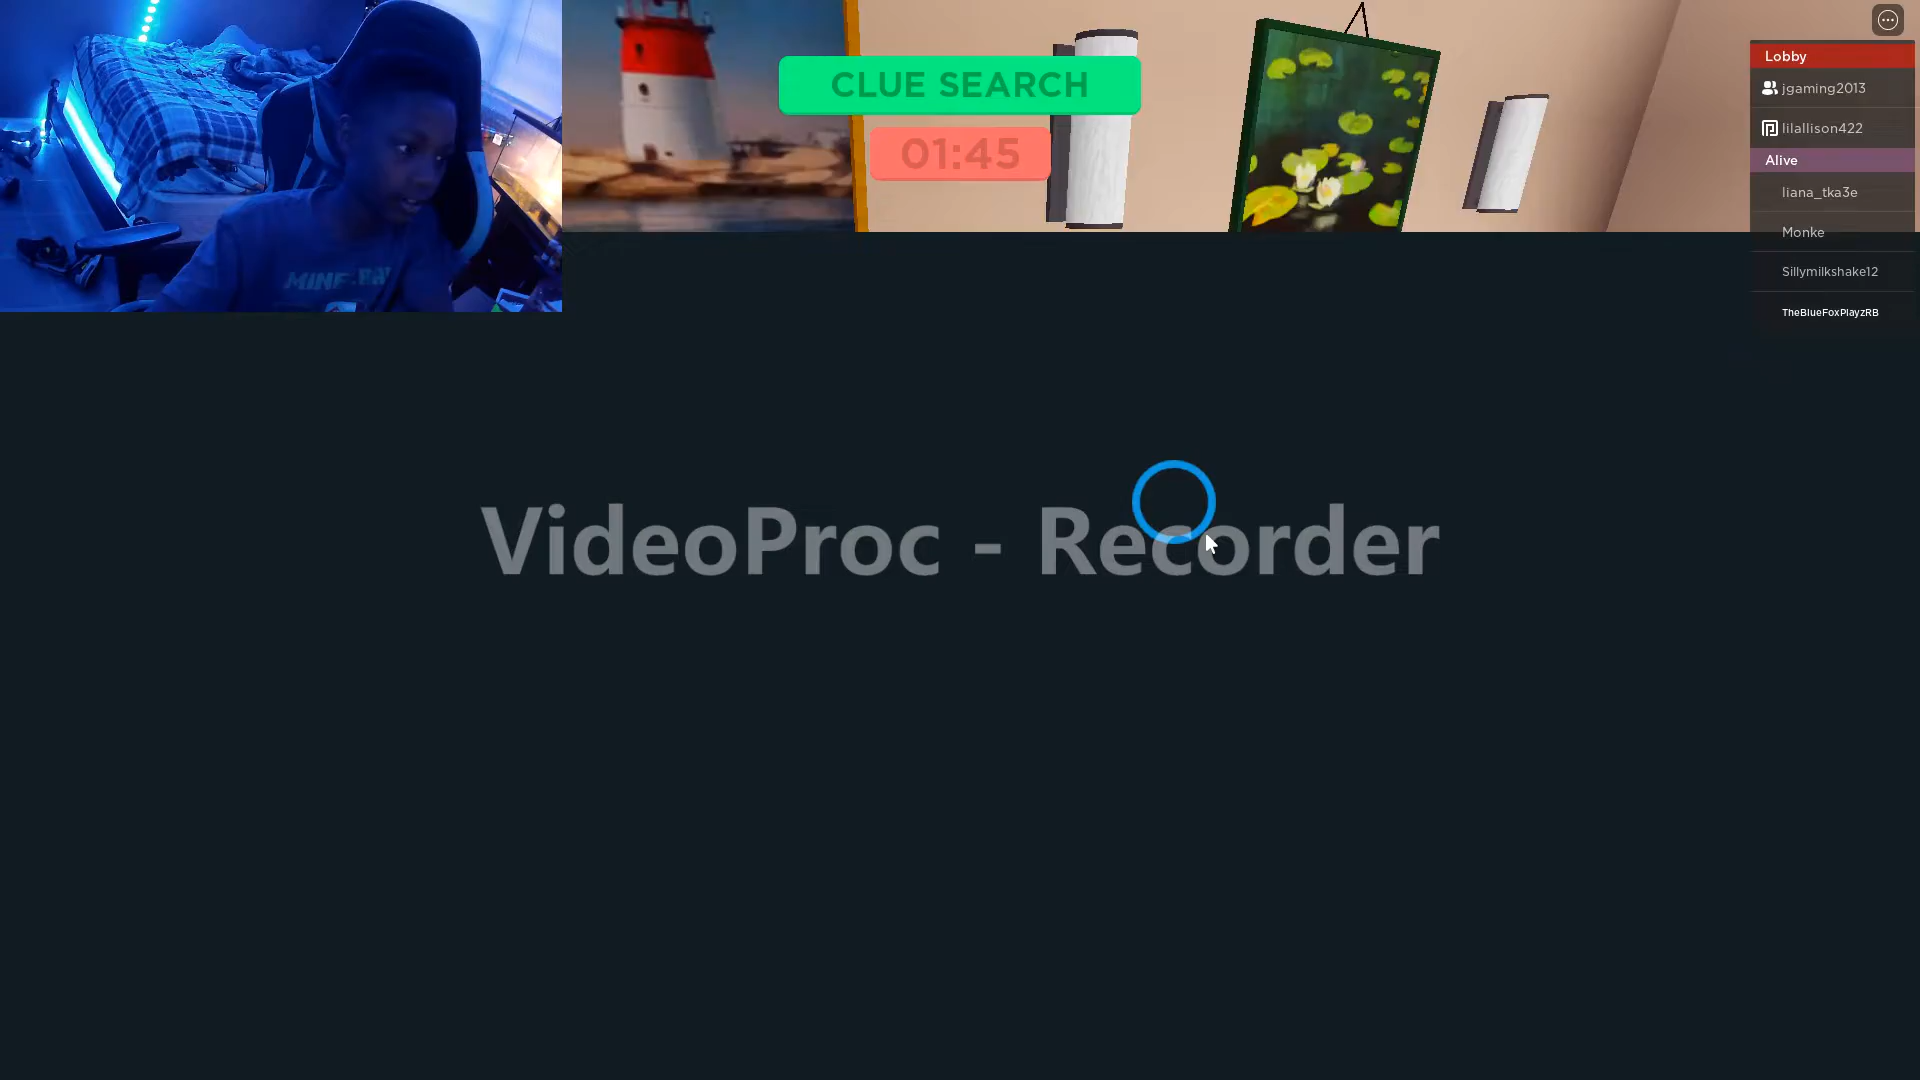 CLUE SEARCH
01:45
Lobby
jgaming2013
lilallison422
Alive
liana_tka3e
Monke
Sillymilkshake12
TheBlueFoxPlayzRB
VideoProc - Recorder